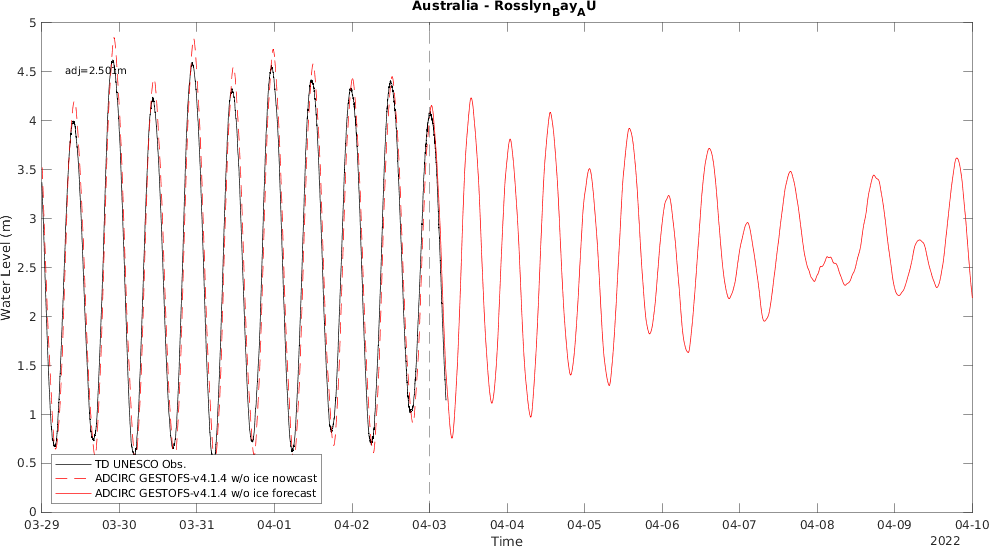 Australia - RosslynBayAU
5
4.5
adj=2.501m
4
3.5
3
2.5
2
1.5
1
0.5
0
Water Level (m)
TD UNESCO Obs.
ADCIRC GESTOFS-v4.1.4 w/o ice nowcast
ADCIRC GESTOFS-v4.1.4 w/o ice forecast
03-29 03-30 03-31 04-01 04-02 04-03 04-04 04-05 04-06 04-07 04-08 04-09 04-10
Time
2022